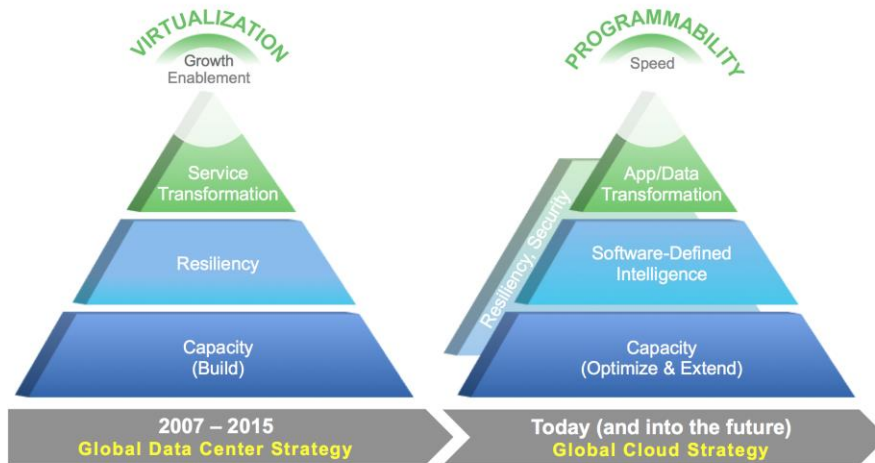 VIRTUALIZATION
Growth
Enablement
Service
Transformation
Resiliency
Capacity
(Build)
2007 – 2015
Global Data Center Strategy
PROGRAMMABILITY
Speed
App/Data
Transformation
Resiliency, Security
Software-Defined
Intelligence
Capacity
(Optimize & Extend)
Today (and into the future)
Global Cloud Strategy